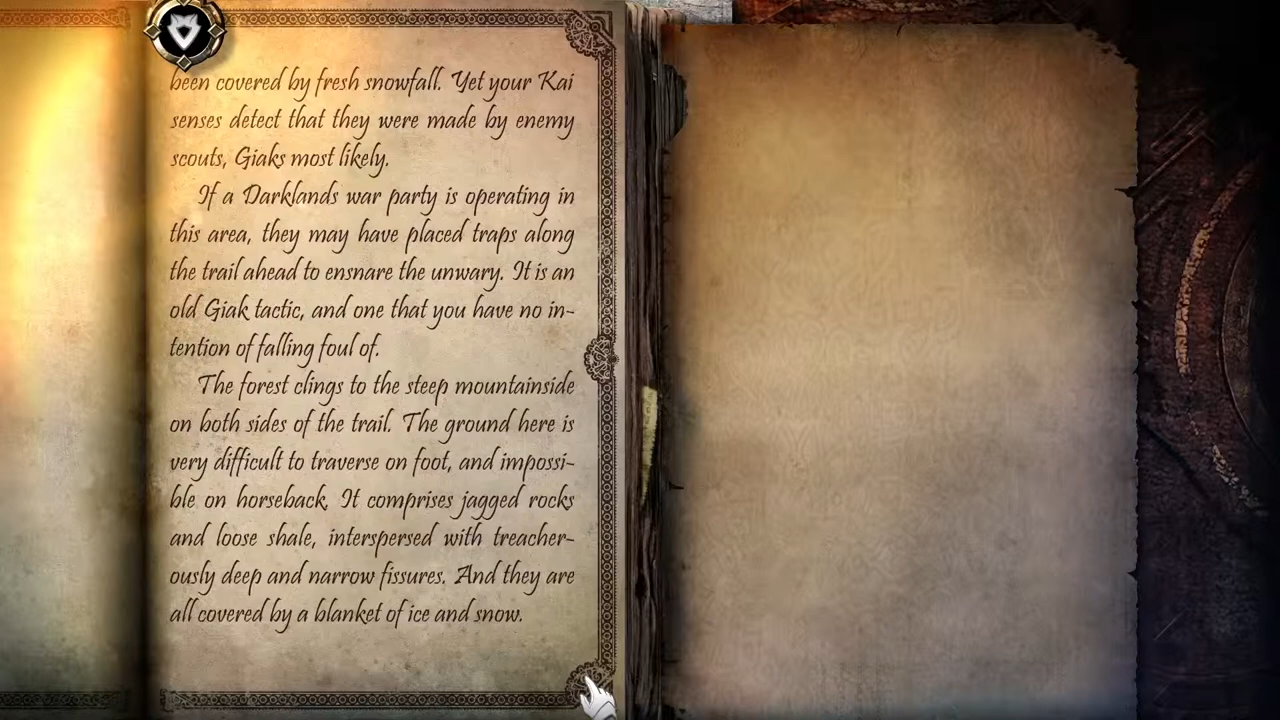 been covered by fresh snowfall. Yet your Kai
senses detect that they were made by enemy
scouts, Giaks most likely.
If a Darklands war party is operating in
this area, they may have placed traps along
the trail ahead to ensnare the unwary. It is an
old Giak tactic, and one that you have no in-
tention of falling foul of.
The forest clings to the steep mountainside
on both sides of the trail. The ground here is
very difficult to traverse on foot, and impossi-
ble on horseback. It comprises jagged rocks
and loose shale, interspersed with treacher-
ously deep and narrow fissures. And they are
all covered by a blanket of ice and snow.